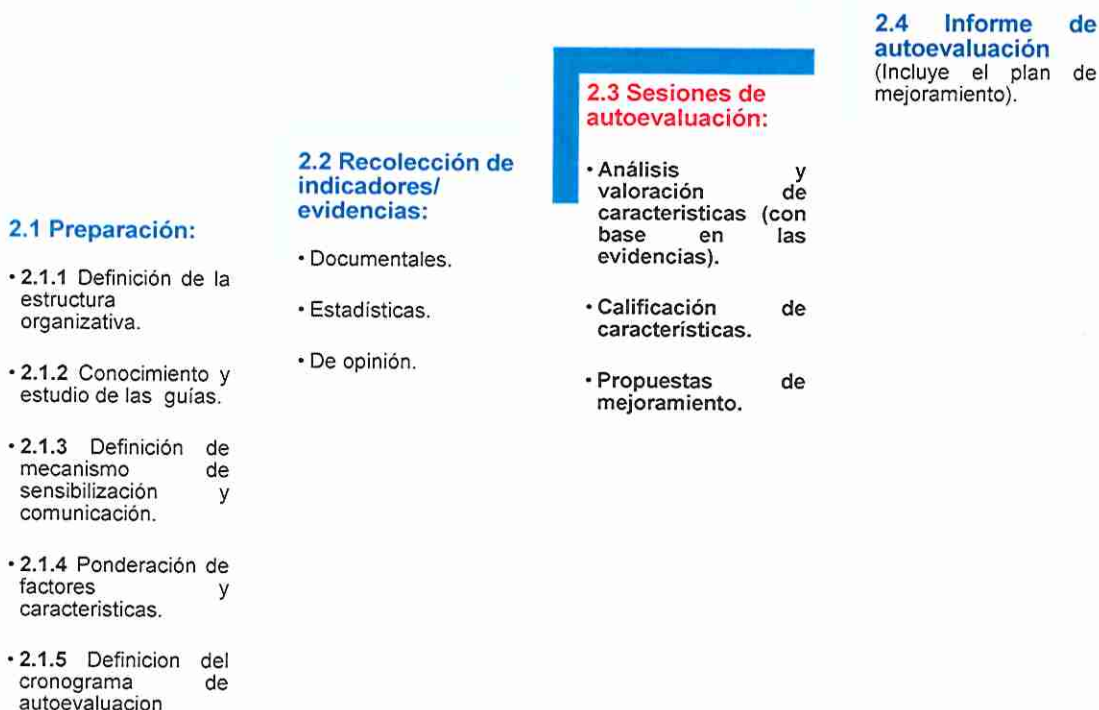 2.1 Preparación:
• 2.1.1 Definición de la
estructura
organizativa.
• 2.1.2 Conocimiento y
estudio de las guías.
• 2.1.3 Definición de
mecanismo de
sensibilización y
comunicación.
• 2.1.4 Ponderación de
factores y
caracteristicas.
• 2.1.5 Definicion del
cronograma de
autoevaluacion
2.2 Recolección de
indicadores/
evidencias:
• Documentales.
• Estadísticas.
• De opinión.
2.3 Sesiones de
autoevaluación:
• Análisis y
valoración de
caracteristicas (con
base en las
evidencias).
• Calificación de
características.
• Propuestas de
mejoramiento.
2.4 Informe de
autoevaluación
(Incluye el plan de
mejoramiento).